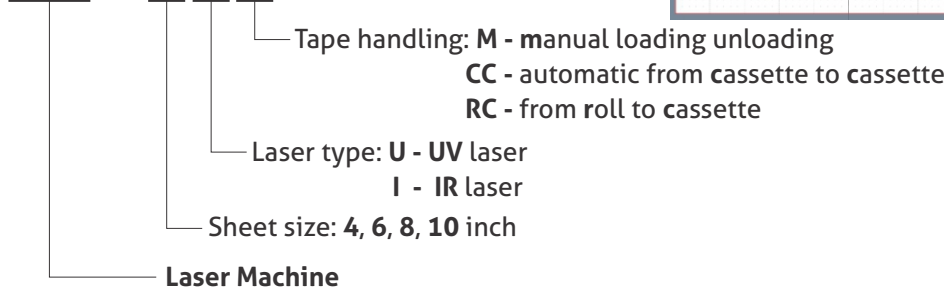 Tape handling: M - manual loading unloading
CC - automatic from cassette to cassette
RC - from roll to cassette
Laser type: U - UV laser
I - IR laser
Sheet size: 4, 6, 8, 10 inch
Laser Machine